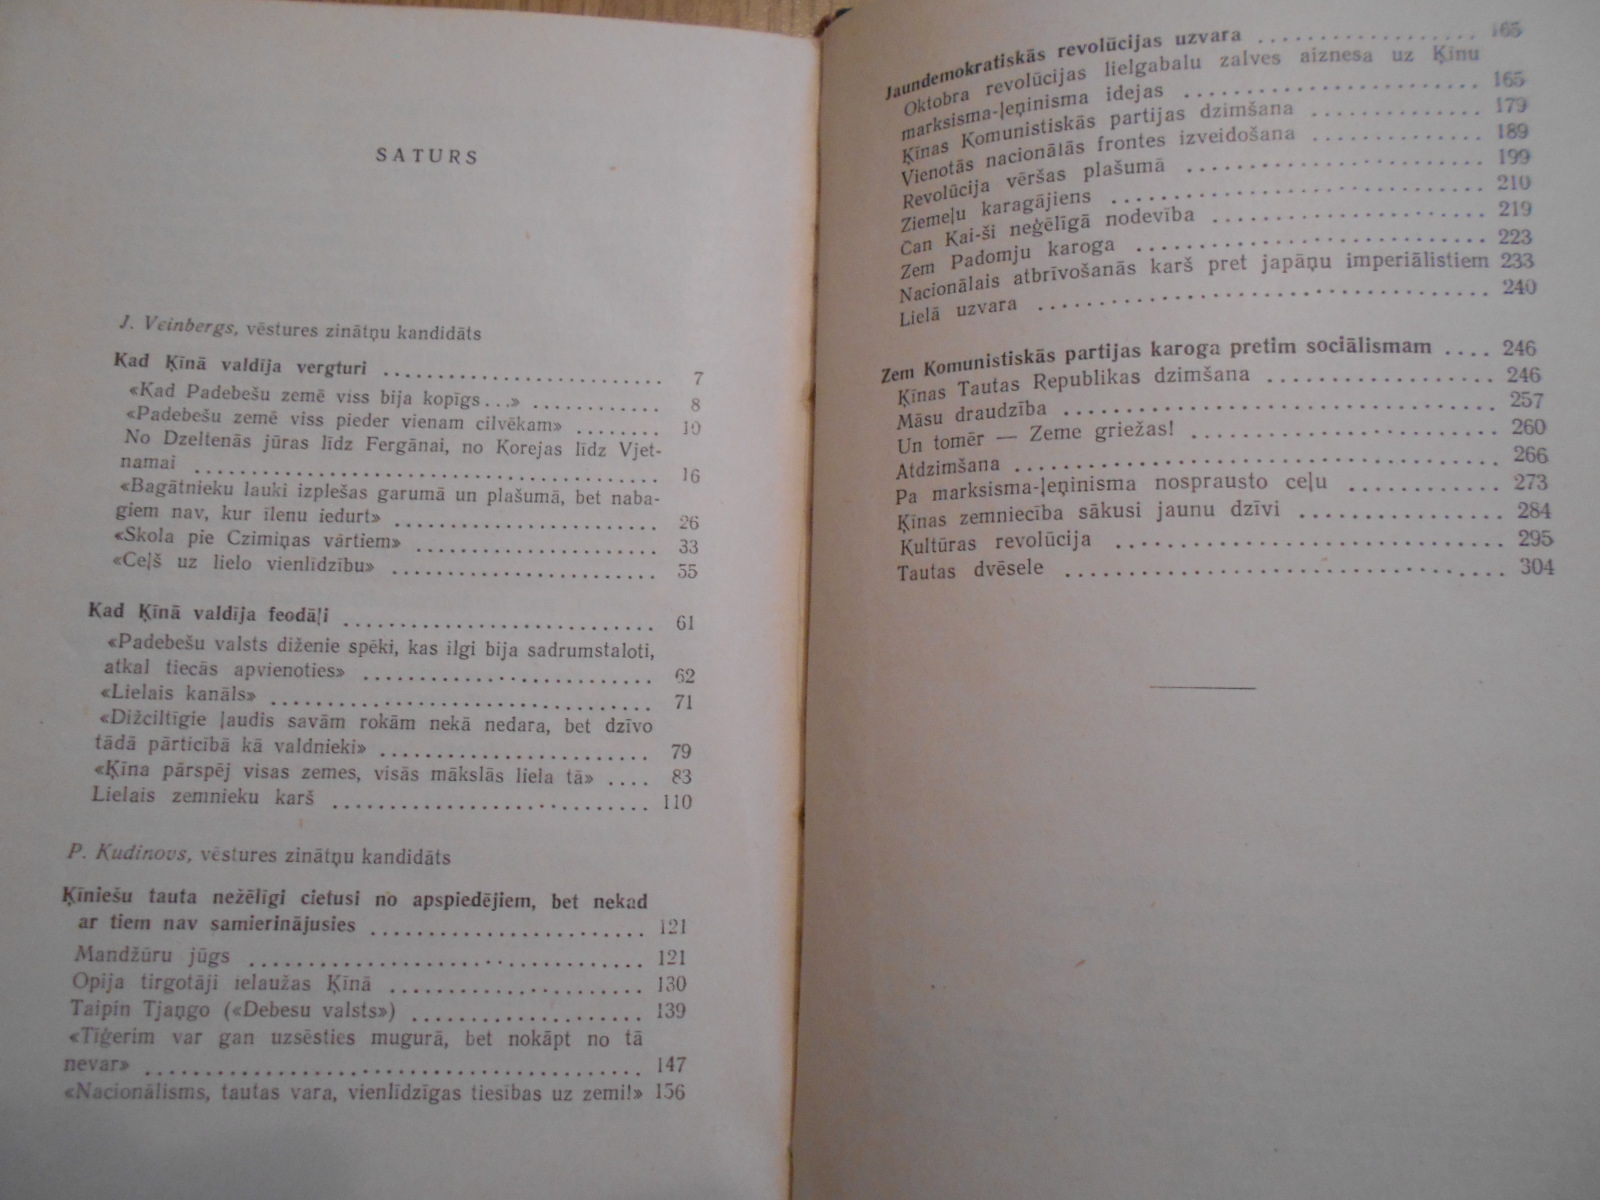 SATURS
J. Veinbergs, vēstures zinātņu kandidāts
Kad Ķīnā valdīja vergturi . . . . . . . . . . . . . . . . . . . . . . . 7
«Kad Padebešu zemē viss bija kopīgs . . .» . . . . . . . . . . . 8
«Padebešu zemē viss pieder vienam cilvēkam» . . . . . . . . 10
No Dzeltenās jūras līdz Fergānai, no Korejas līdz Vjet-
namai . . . . . . . . . . . . . . . . . . . . . . . . . . . . . . . . . 16
«Bagātnieku lauki izplešas garumā un plašumā, bet naba-
giem nav, kur īlenu iedurt» . . . . . . . . . . . . . . . . . . . 26
«Skola pie Czimiņas vārtiem» . . . . . . . . . . . . . . . . . 33
«Ceļš uz lielo vienlīdzību» . . . . . . . . . . . . . . . . . . . 55
Kad Ķīnā valdīja feodāļi . . . . . . . . . . . . . . . . . . . . . . 61
«Padebešu valsts diženie spēki, kas ilgi bija sadrumstaloti,
atkal tiecās apvienoties» . . . . . . . . . . . . . . . . . . . . . 62
«Lielais kanāls» . . . . . . . . . . . . . . . . . . . . . . . . . . . 71
«Dižciltīgie ļaudis savām rokām nekā nedara, bet dzīvo
tādā pārticībā kā valdnieki» . . . . . . . . . . . . . . . . . . . 79
«Ķīna pārspēj visas zemes, visās mākslās liela tā» . . . . 83
Lielais zemnieku karš . . . . . . . . . . . . . . . . . . . . . . . 110
P. Kudinovs, vēstures zinātņu kandidāts
Ķīniešu tauta nežēlīgi cietusi no apspiedējiem, bet nekad
ar tiem nav samierinājusies . . . . . . . . . . . . . . . . . . . 121
Mandžūru jūgs . . . . . . . . . . . . . . . . . . . . . . . . . . . . 121
Opija tirgotāji ielaužas Ķīnā . . . . . . . . . . . . . . . . . . 130
Taipin Tjaņgo («Debesu valsts») . . . . . . . . . . . . . . . . 139
«Tīģerim var gan uzsēsties mugurā, bet nokāpt no tā
nevar» . . . . . . . . . . . . . . . . . . . . . . . . . . . . . . . . . . 147
«Nacionālisms, tautas vara, vienlīdzīgas tiesības uz zemi!» 156
Jaundemokratiskās revolūcijas uzvara . . . . . . . . . . . . . . . . . 165
Oktobra revolūcijas lielgabalu zalves aiznesa uz Ķīnu
marksisma-ļeņinisma idejas . . . . . . . . . . . . . . . . . . . . . 165
Ķīnas Komunistiskās partijas dzimšana . . . . . . . . . . . . . 179
Vienotās nacionālās frontes izveidošana . . . . . . . . . . . . 189
Revolūcija vēršas plašumā . . . . . . . . . . . . . . . . . . . . . 199
Ziemeļu karagājiens . . . . . . . . . . . . . . . . . . . . . . . . . . 210
Čan Kai-ši neģēlīgā nodevība . . . . . . . . . . . . . . . . . . . . 219
Zem Padomju karoga . . . . . . . . . . . . . . . . . . . . . . . . . . 223
Nacionālais atbrīvošanās karš pret japāņu imperiālistiem 233
Lielā uzvara . . . . . . . . . . . . . . . . . . . . . . . . . . . . . . . 240
Zem Komunistiskās partijas karoga pretim sociālismam . . . . 246
Ķīnas Tautas Republikas dzimšana . . . . . . . . . . . . . . . . . 246
Māsu draudzība . . . . . . . . . . . . . . . . . . . . . . . . . . . . . . 257
Un tomēr — Zeme griežas! . . . . . . . . . . . . . . . . . . . . . . 260
Atdzimšana . . . . . . . . . . . . . . . . . . . . . . . . . . . . . . . . . 266
Pa marksisma-ļeņinisma nosprausto ceļu . . . . . . . . . . . . 273
Ķīnas zemniecība sākusi jaunu dzīvi . . . . . . . . . . . . . . . 284
Kultūras revolūcija . . . . . . . . . . . . . . . . . . . . . . . . . . . 295
Tautas dvēsele . . . . . . . . . . . . . . . . . . . . . . . . . . . . . . 304